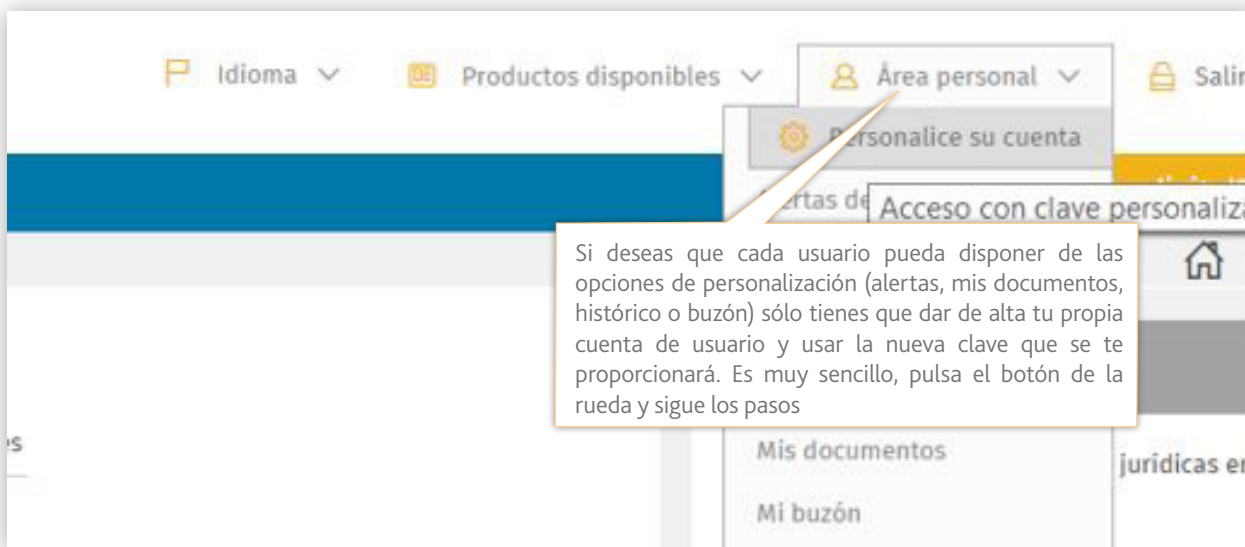 Idioma
Productos disponibles
Área personal
Salir
Personalice su cuenta
Acceso con clave
Si deseas que cada usuario pueda disponer de las
opciones de personalización (alertas, mis documentos,
histórico o buzón) sólo tienes que dar de alta tu propia
cuenta de usuario y usar la nueva clave que se te
proporcionará. Es muy sencillo, pulsa el botón de la
rueda y sigue los pasos
Mis documentos
jurídicas
Mi buzón